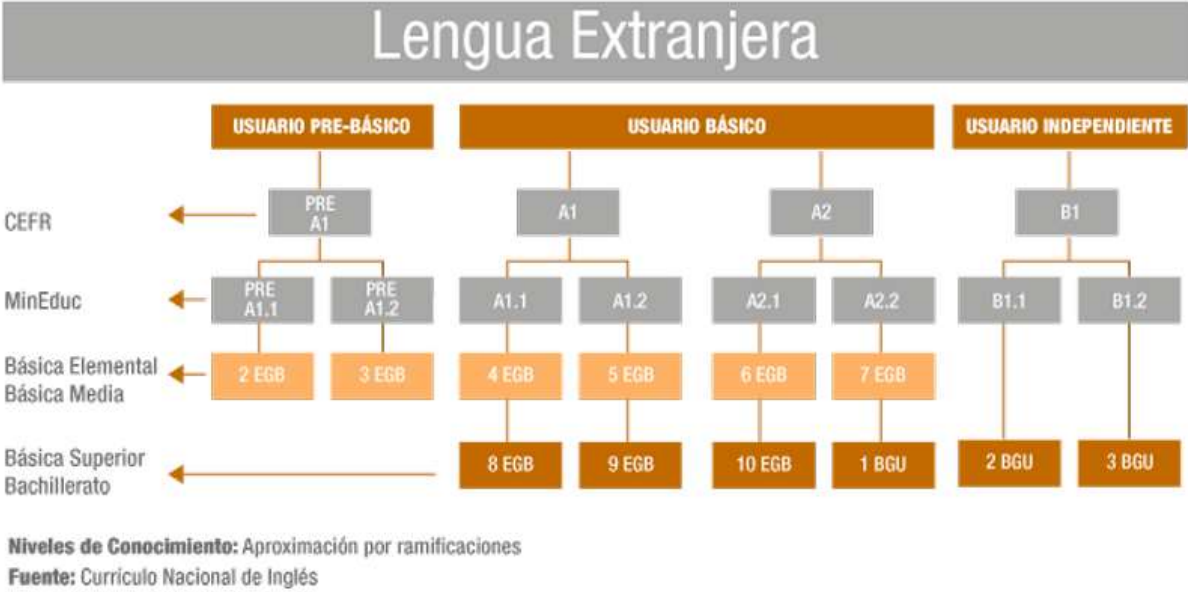 Lengua Extranjera
USUARIO PRE-BÁSICO
USUARIO BÁSICO
USUARIO INDEPENDIENTE
CEFR
PRE
A1
A1
A2
B1
MinEduc
PRE
A1.1
PRE
A1.2
A1.1
A1.2
A2.1
A2.2
B1.1
B1.2
Básica Elemental
Básica Media
2 EGB
3 EGB
4 EGB
5 EGB
6 EGB
7 EGB
Básica Superior
Bachillerato
8 EGB
9 EGB
10 EGB
1 BGU
2 BGU
3 BGU
Niveles de Conocimiento: Aproximación por ramificaciones
Fuente: Curriculo Nacional de Inglés